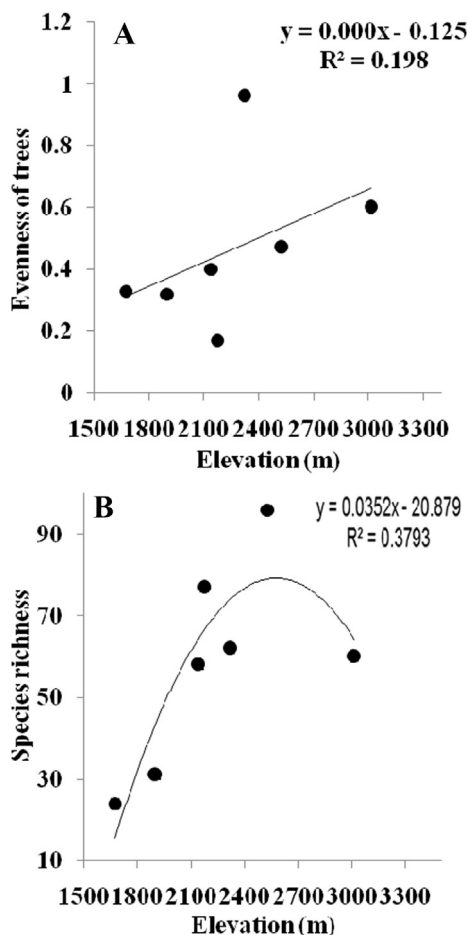 A
y = 0.000x - 0.125
R² = 0.198
1.2
1
0.8
0.6
0.4
0.2
0
Evenness of trees
1500 1800 2100 2400 2700 3000 3300
Elevation (m)
B
y = 0.0352x - 20.879
R² = 0.3793
90
70
50
30
10
Species richness
1500 1800 2100 2400 2700 3000 3300
Elevation (m)